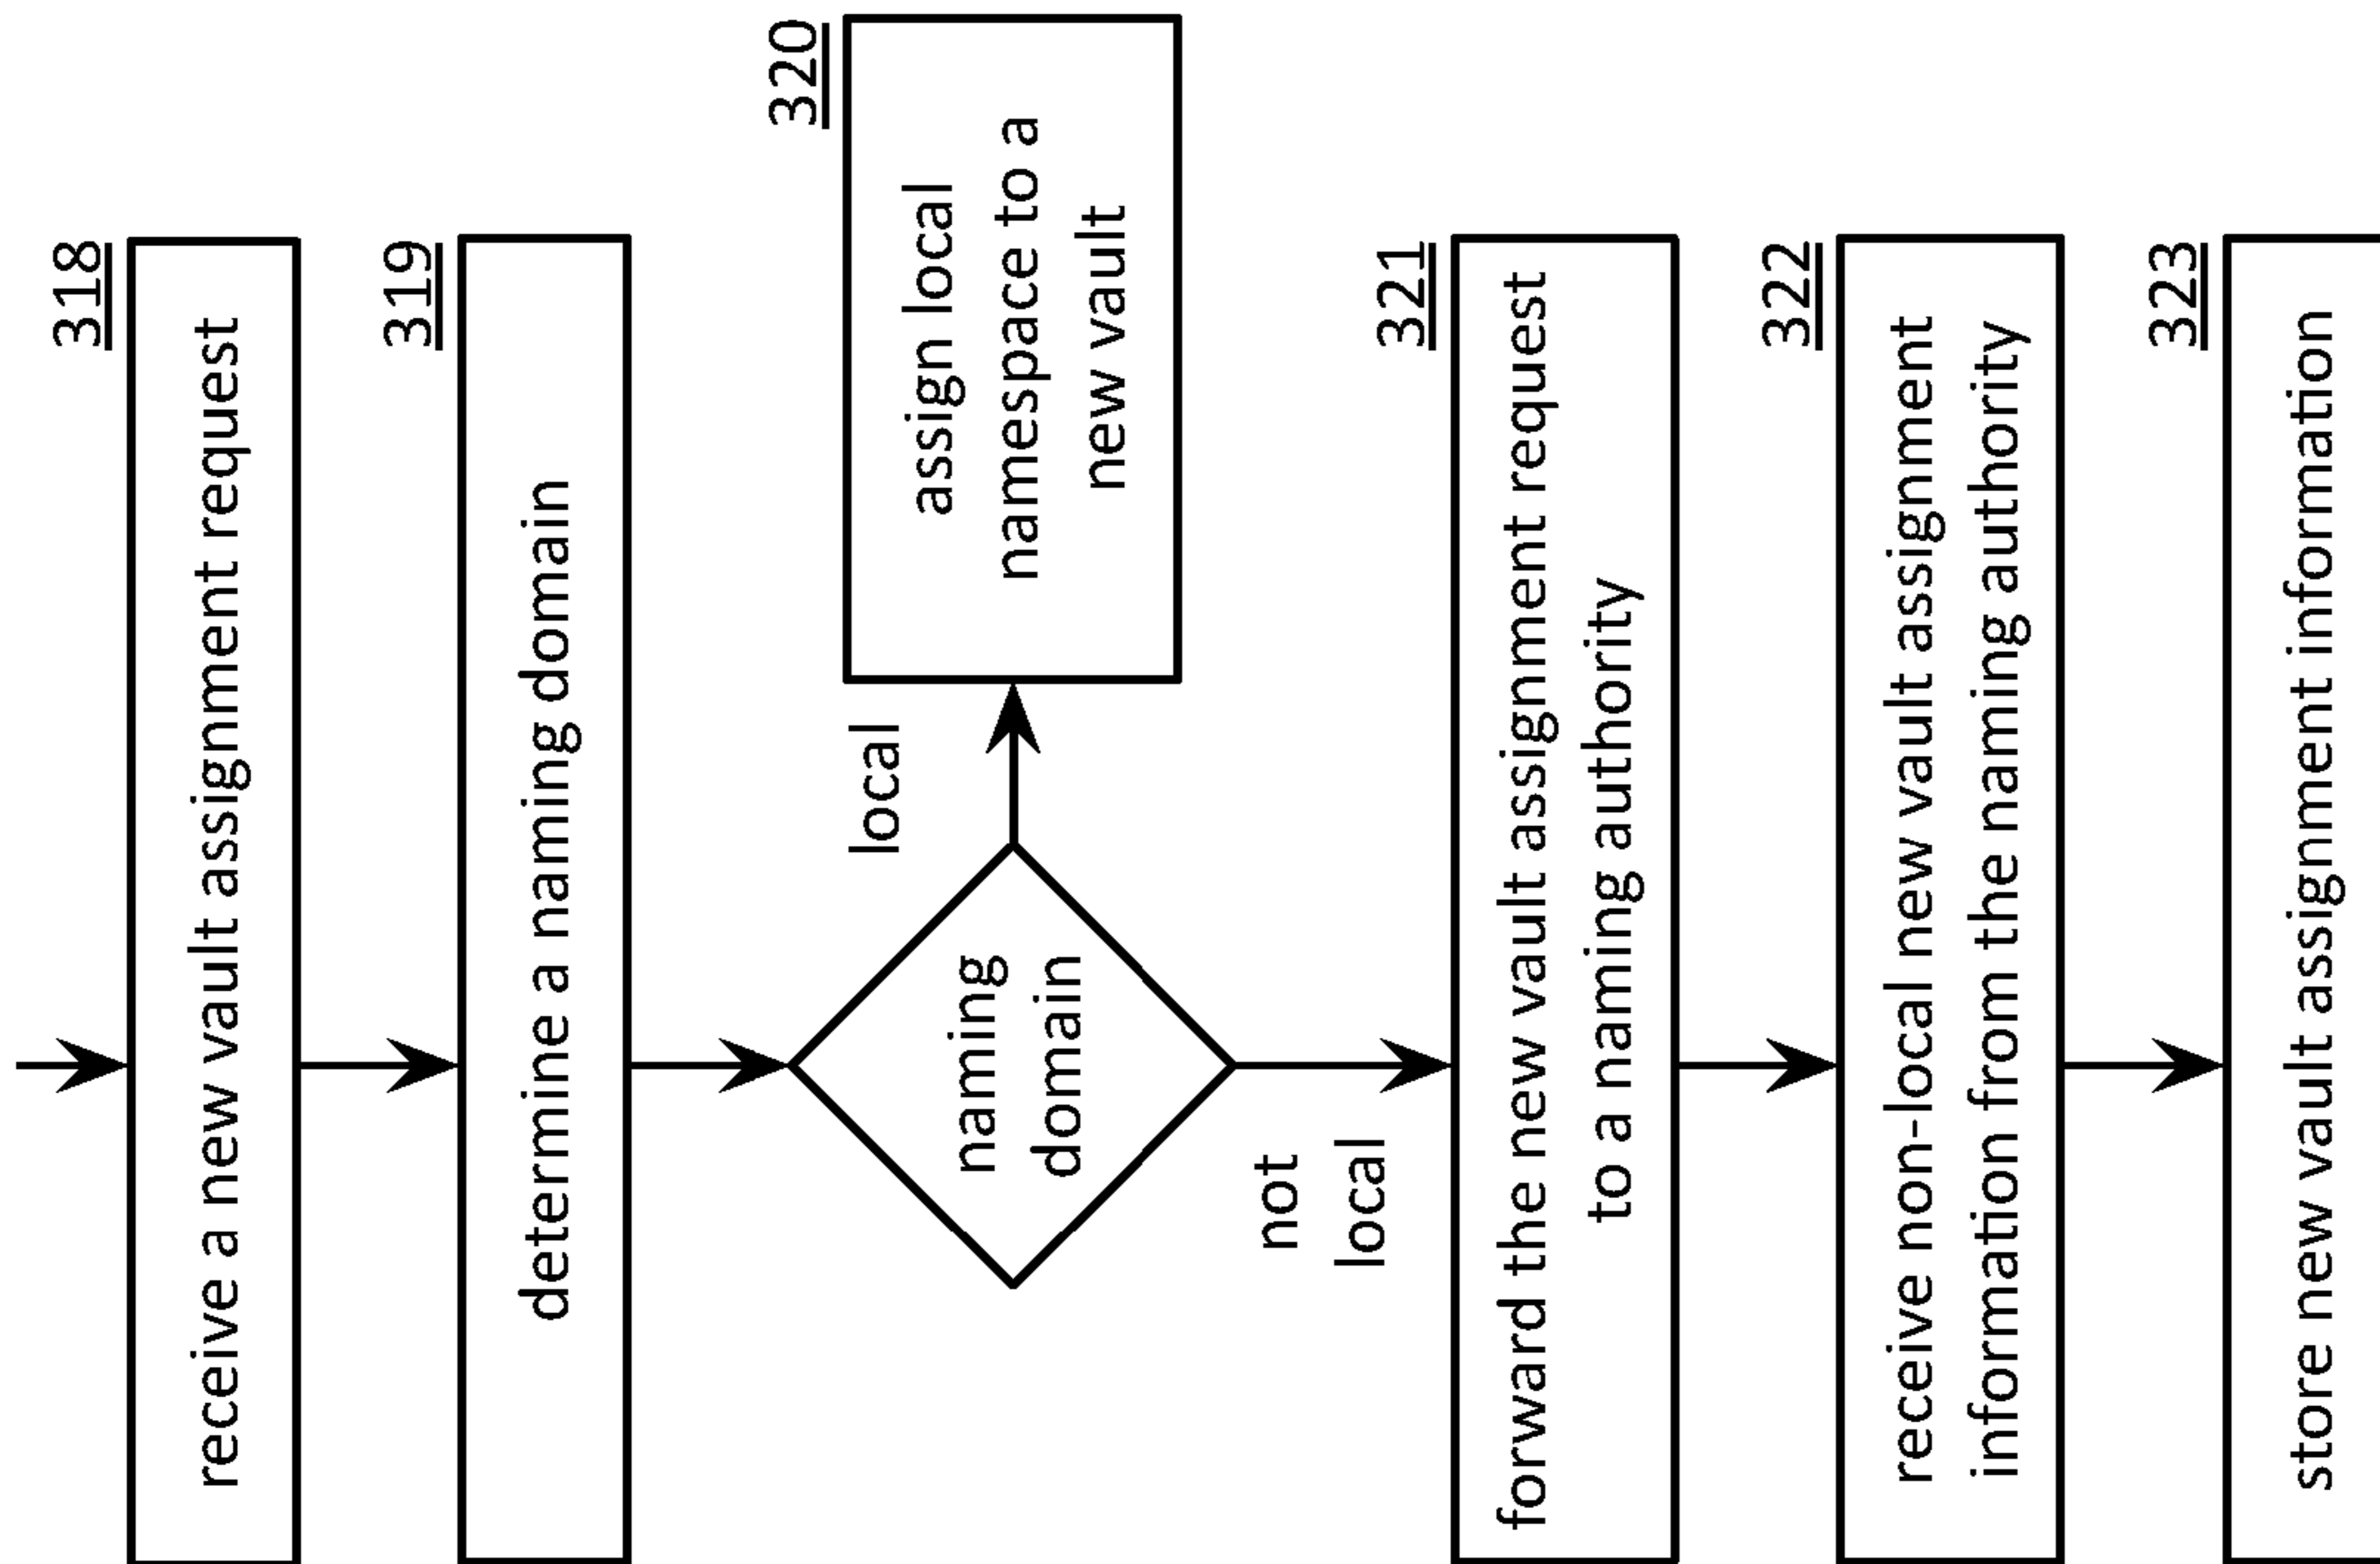 318
receive a new vault assignment request
319
determine a naming domain
naming
domain
local
320
assign local
namespace to a
new vault
not
local
321
forward the new vault assignment request
to a naming authority
322
receive non-local new vault assignment
information from the naming authority
323
store new vault assignment information